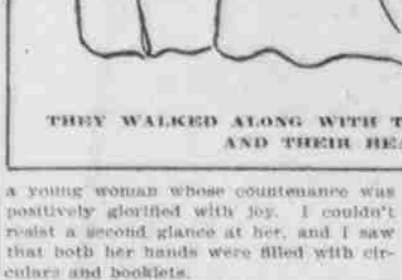 THEY WALKED ALONG WITH T
AND THEIR HEA
a young woman whose countenance was
positively glorified with joy. I couldn't
resist a second glance at her, and I saw
that both her hands were filled with cir-
culars and booklets.